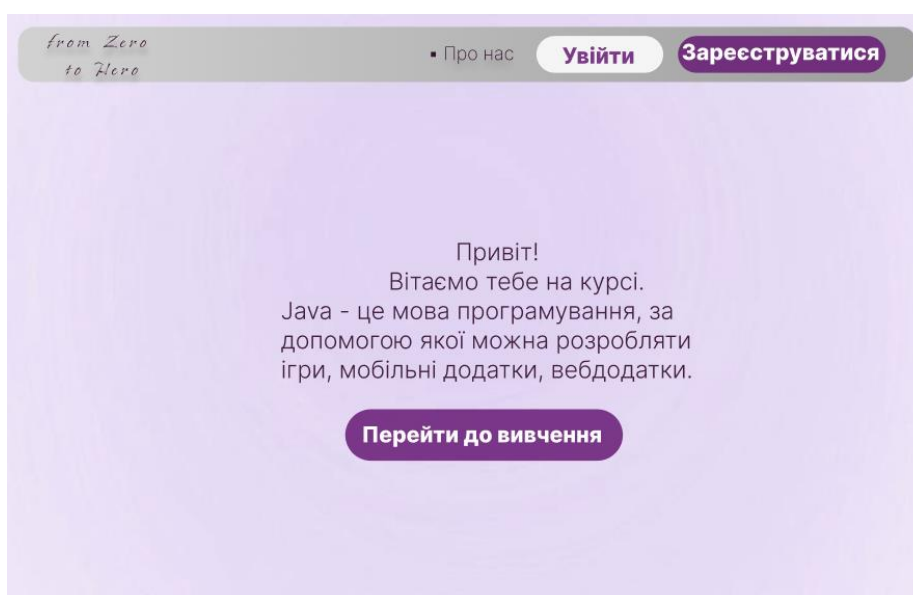 from Zero
to Hero
▪ Про нас
Увійти
Зареєструватися
Привіт!
Вітаємо тебе на курсі.
Java - це мова програмування, за
допомогою якої можна розробляти
ігри, мобільні додатки, вебдодатки.
Перейти до вивчення